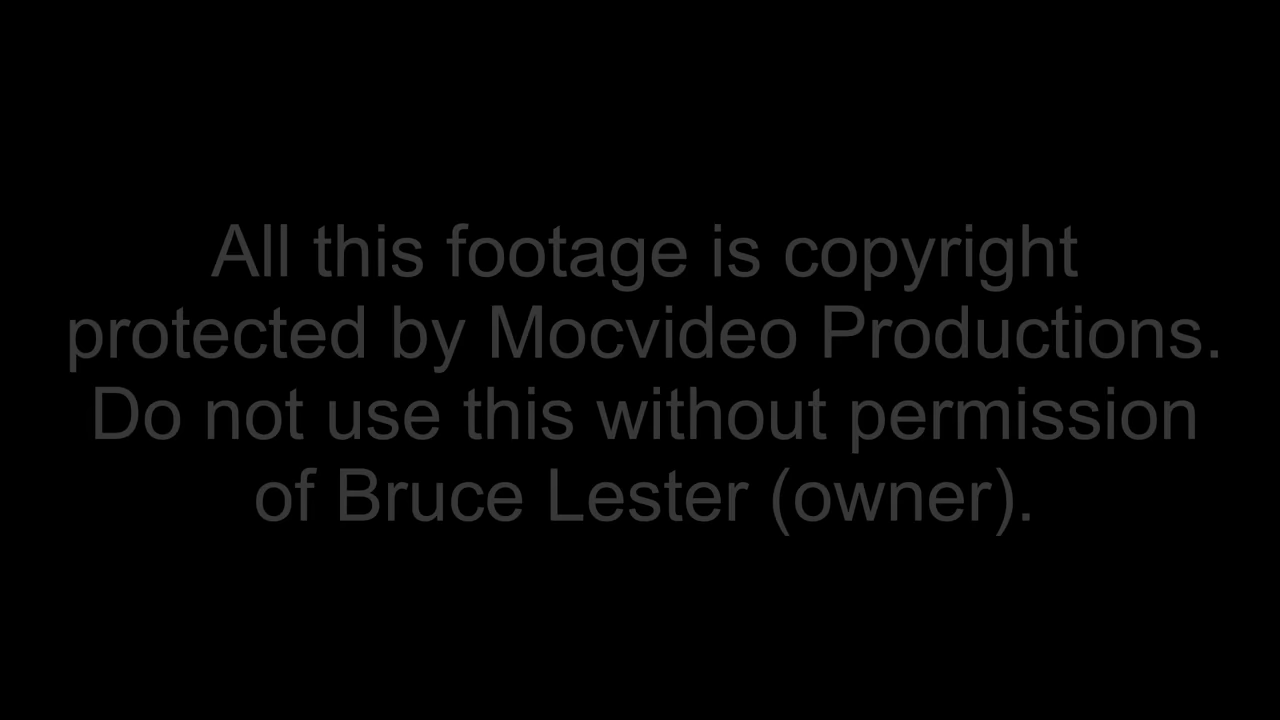 All this footage is copyright
protected by Mocvideo Productions.
Do not use this without permission
of Bruce Lester (owner).